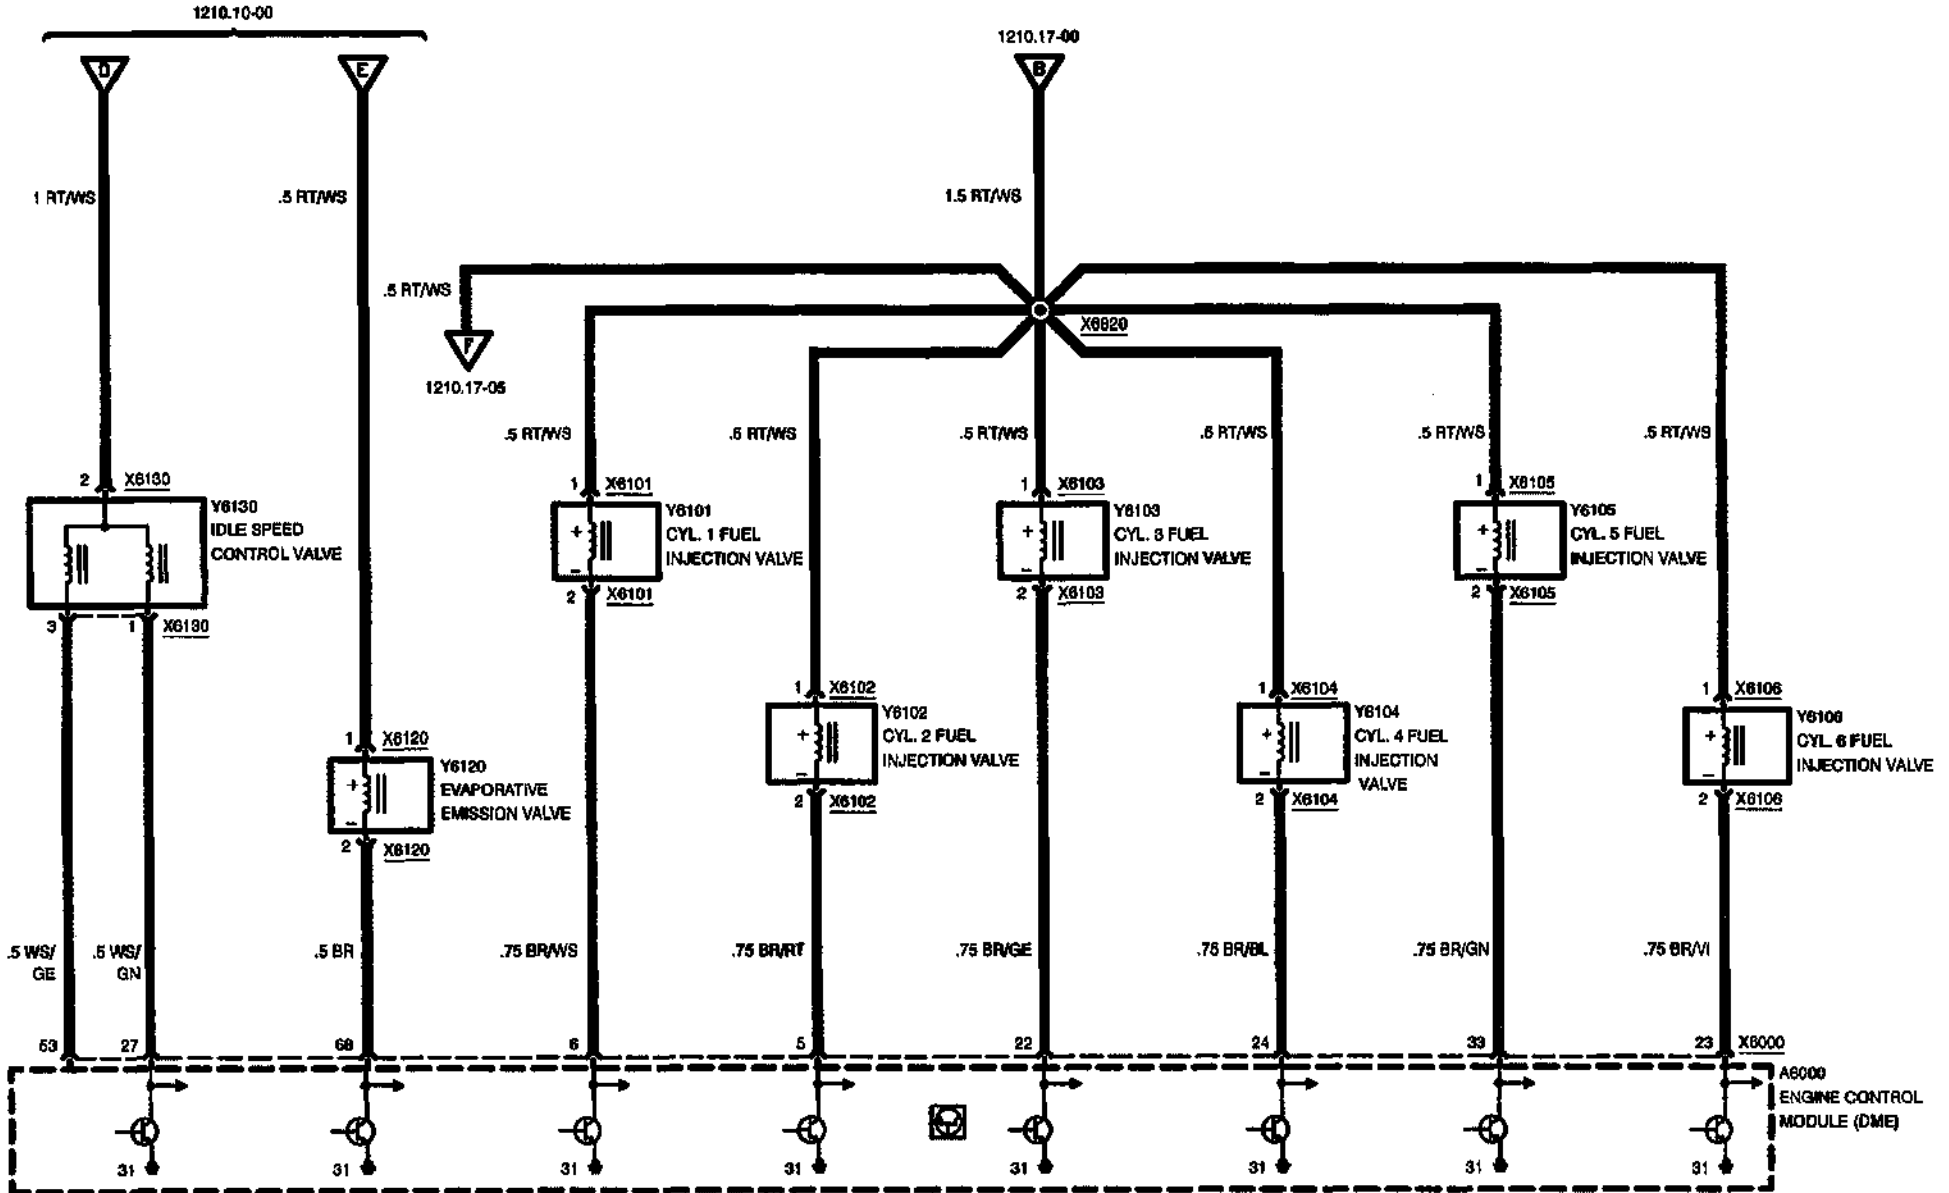 1210.10-00
1210.17-00
D
E
B
1 RT/WS
.5 RT/WS
1.5 RT/WS
.5 RT/WS
X6820
F
1210.17-05
.5 RT/WS
.5 RT/WS
.5 RT/WS
.5 RT/WS
.5 RT/WS
.5 RT/WS
2 X6130
Y6130
IDLE SPEED
CONTROL VALVE
3 1 X6130
1 X6101
Y6101
CYL. 1 FUEL
INJECTION VALVE
+
-
2 X6101
1 X6103
Y6103
CYL. 3 FUEL
INJECTION VALVE
+
-
2 X6103
1 X6105
Y6105
CYL. 5 FUEL
INJECTION VALVE
+
-
2 X6105
1 X6102
Y6102
CYL. 2 FUEL
INJECTION VALVE
+
-
2 X6102
1 X6104
Y6104
CYL. 4 FUEL
INJECTION
VALVE
+
-
2 X6104
1 X6106
Y6106
CYL. 6 FUEL
INJECTION VALVE
+
-
2 X6106
1 X6120
Y6120
EVAPORATIVE
EMISSION VALVE
+
-
2 X6120
.5 WS/
GE
.5 WS/
GN
.5 BR
.75 BR/WS
.75 BR/RT
.75 BR/GE
.75 BR/BL
.75 BR/GN
.75 BR/VI
53 27 68 6 5 22 24 33 23 X6000
A6000
ENGINE CONTROL
MODULE (DME)
31 31 31 31 31 31 31 31